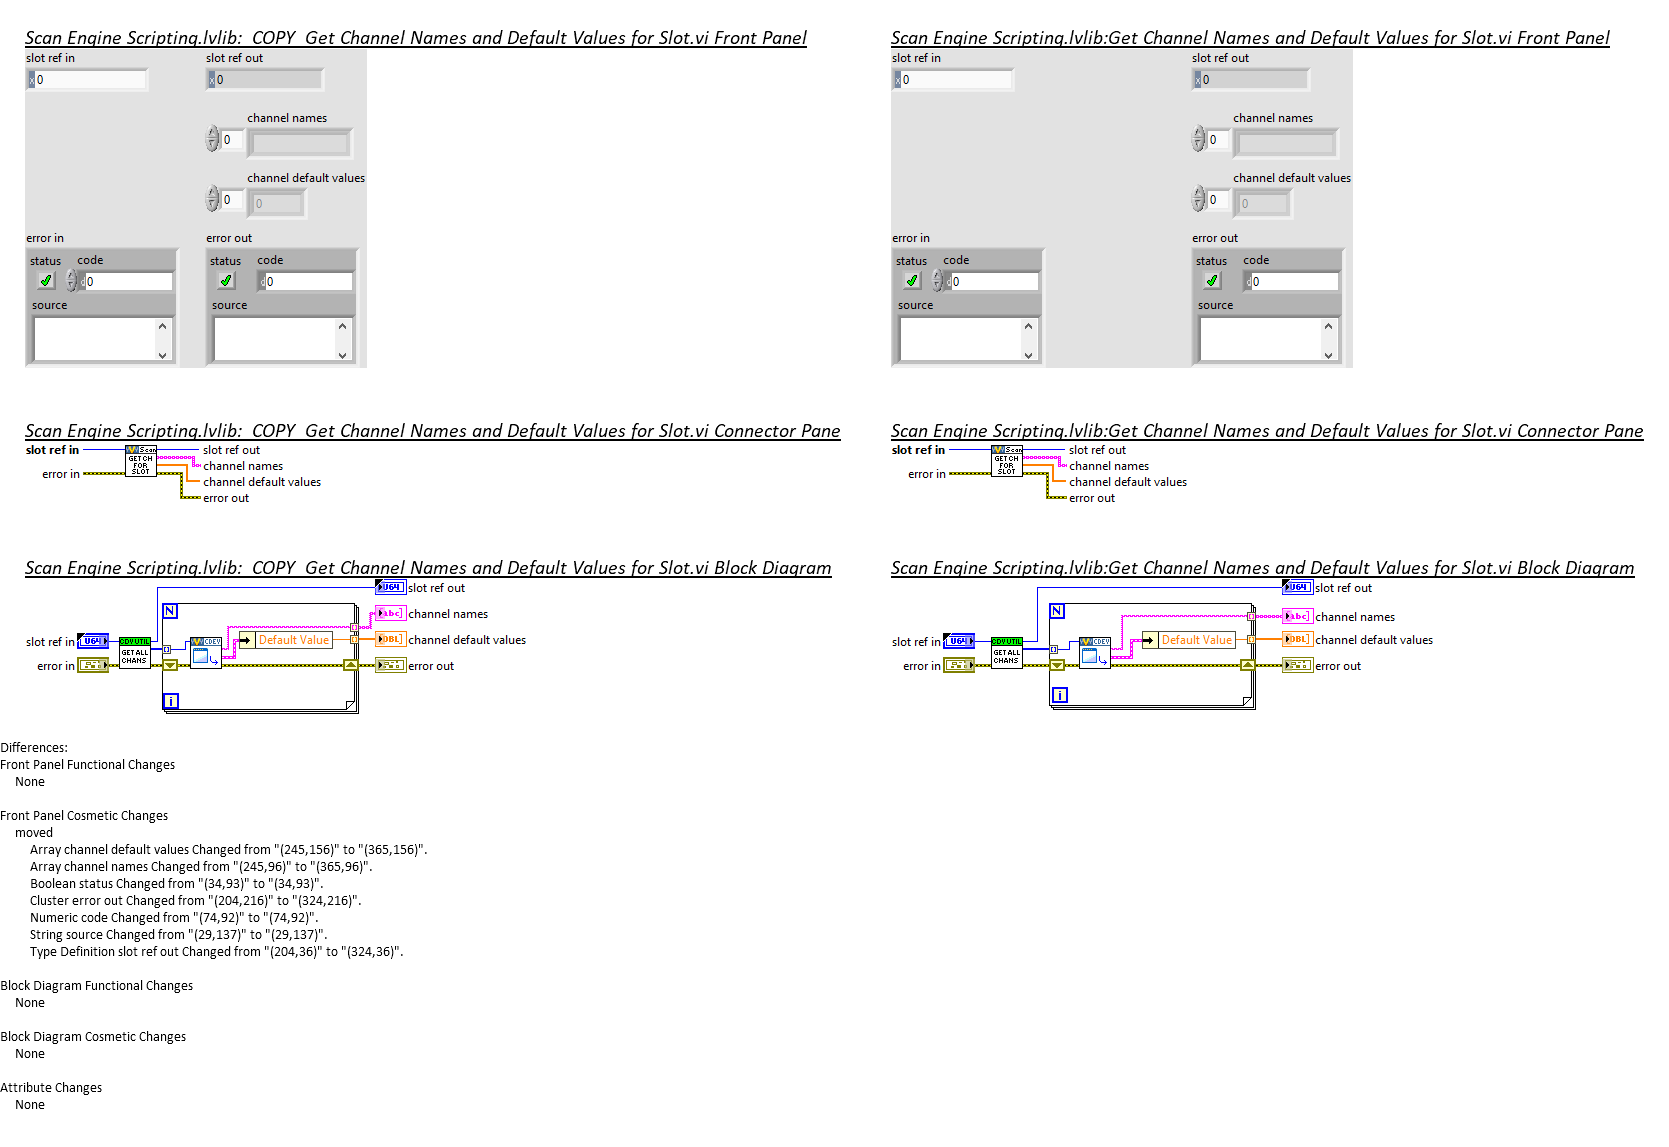 Scan Engine Scripting.lvlib:  COPY  Get Channel Names and Default Values for Slot.vi Front Panel
slot ref in
slot ref out
x 0
x 0
channel names
0
channel default values
0
0
error in
error out
status
code
status
code
d 0
d 0
source
source
Scan Engine Scripting.lvlib:Get Channel Names and Default Values for Slot.vi Front Panel
slot ref in
slot ref out
x 0
x 0
channel names
0
channel default values
0
0
error in
error out
status
code
status
code
d 0
d 0
source
source
Scan Engine Scripting.lvlib:  COPY  Get Channel Names and Default Values for Slot.vi Connector Pane
slot ref in
Scan
GET CH
FOR
SLOT
slot ref out
channel names
error in
channel default values
error out
Scan Engine Scripting.lvlib:Get Channel Names and Default Values for Slot.vi Connector Pane
slot ref in
Scan
GET CH
FOR
SLOT
slot ref out
channel names
error in
channel default values
error out
Scan Engine Scripting.lvlib:  COPY  Get Channel Names and Default Values for Slot.vi Block Diagram
U64
slot ref out
N
abc
channel names
slot ref in
U64
CDV UTIL
GET ALL
CHANS
CDEV
Default Value
DBL
channel default values
error in
error out
i
Scan Engine Scripting.lvlib:Get Channel Names and Default Values for Slot.vi Block Diagram
U64
slot ref out
N
abc
channel names
slot ref in
U64
CDV UTIL
GET ALL
CHANS
CDEV
Default Value
DBL
channel default values
error in
error out
i
Differences:
Front Panel Functional Changes
None
Front Panel Cosmetic Changes
moved
Array channel default values Changed from "(245,156)" to "(365,156)".
Array channel names Changed from "(245,96)" to "(365,96)".
Boolean status Changed from "(34,93)" to "(34,93)".
Cluster error out Changed from "(204,216)" to "(324,216)".
Numeric code Changed from "(74,92)" to "(74,92)".
String source Changed from "(29,137)" to "(29,137)".
Type Definition slot ref out Changed from "(204,36)" to "(324,36)".
Block Diagram Functional Changes
None
Block Diagram Cosmetic Changes
None
Attribute Changes
None